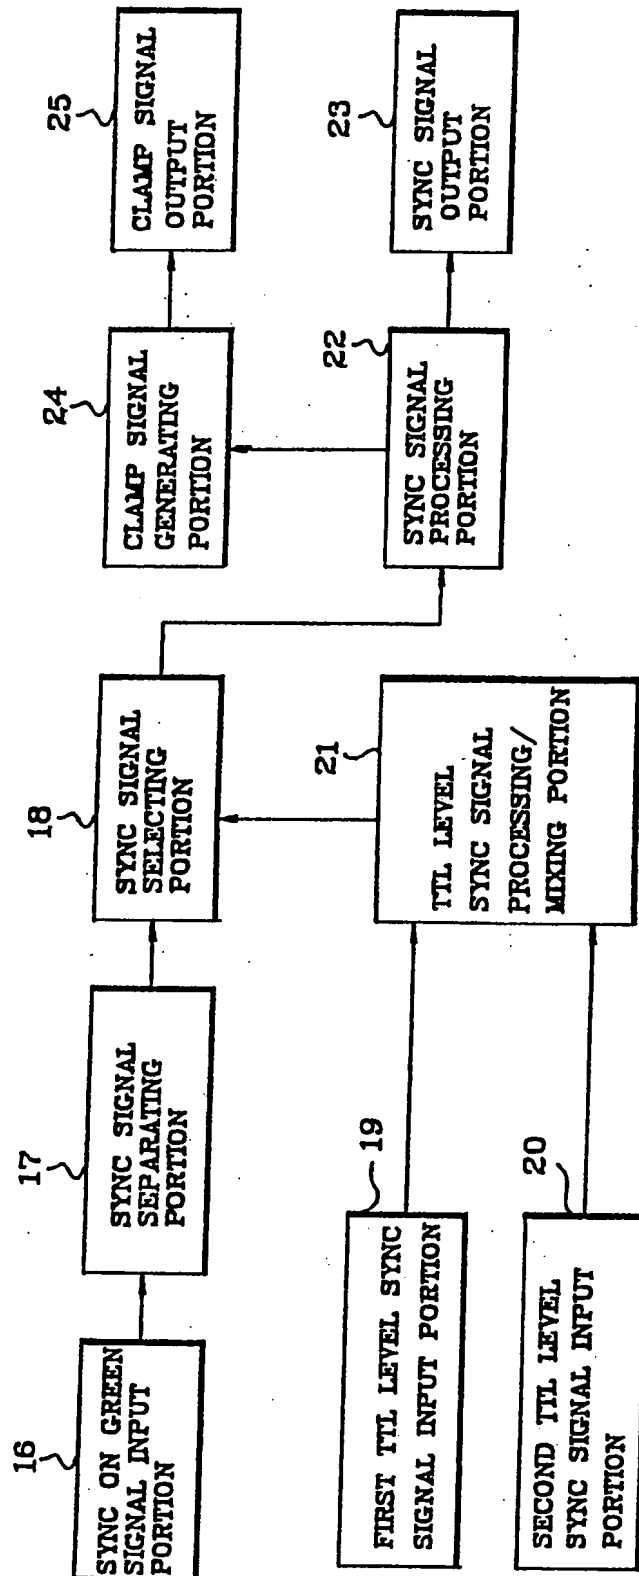 16
SYNC ON GREEN
SIGNAL INPUT
PORTION
17
SYNC SIGNAL
SEPARATING
PORTION
18
SYNC SIGNAL
SELECTING
PORTION
24
CLAMP SIGNAL
GENERATING
PORTION
25
CLAMP SIGNAL
OUTPUT
PORTION
19
FIRST TTL LEVEL SYNC
SIGNAL INPUT PORTION
20
SECOND TTL LEVEL
SYNC SIGNAL INPUT
PORTION
21
TTL LEVEL
SYNC SIGNAL
PROCESSING/
MIXING PORTION
22
SYNC SIGNAL
PROCESSING
PORTION
23
SYNC SIGNAL
OUTPUT
PORTION